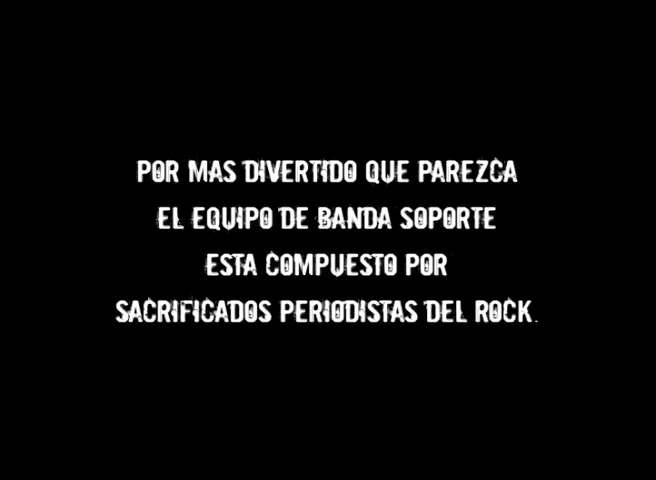 POR MAS DIVERTIDO QUE PAREZCA
EL EQUIPO DE BANDA SOPORTE
ESTA COMPUESTO POR
SACRIFICADOS PERIODISTAS DEL ROCK.